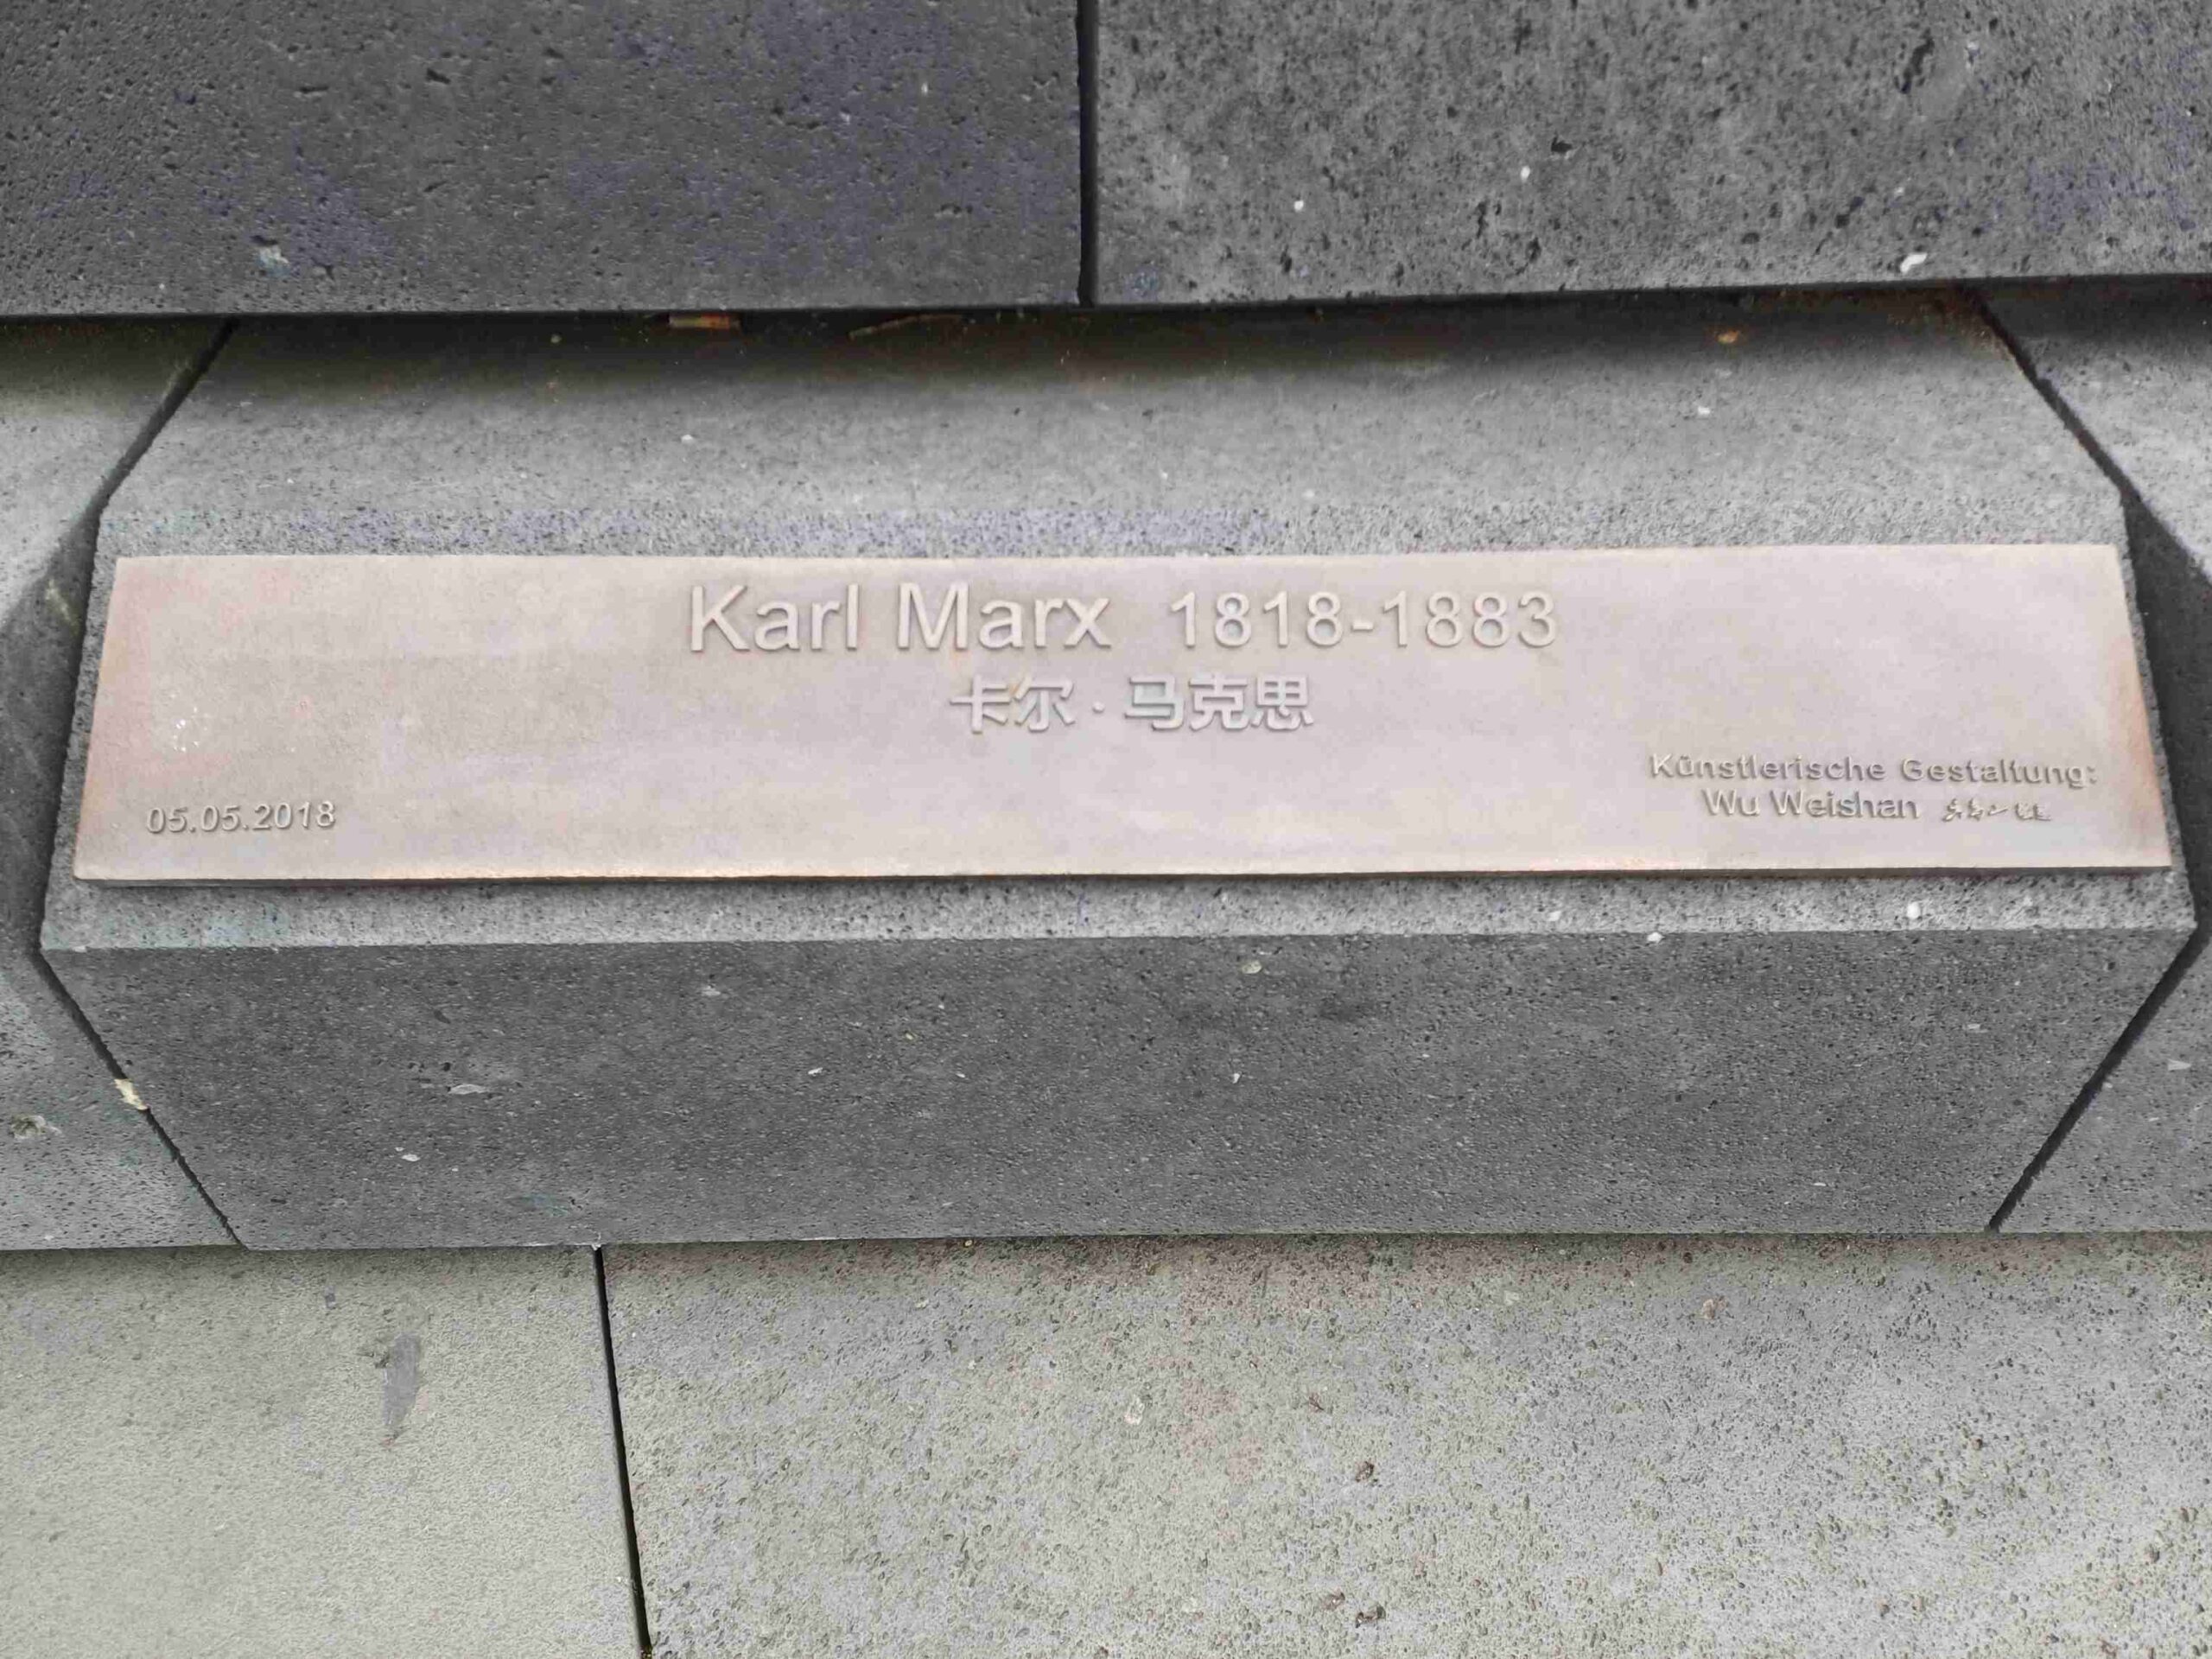 Karl Marx 1818-1883
卡尔·马克思
05.05.2018
Künstlerische Gestaltung:
Wu Weishan